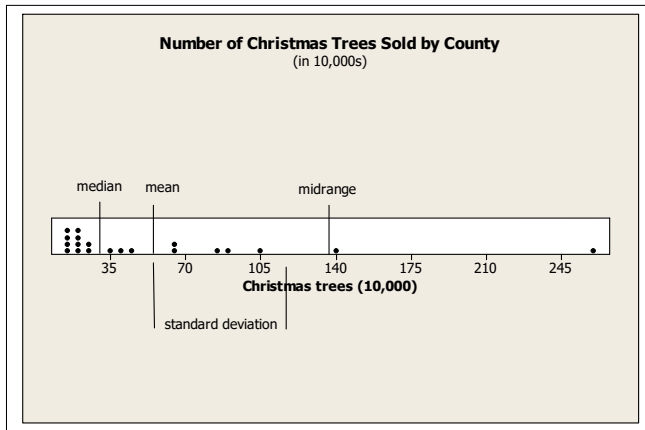 Number of Christmas Trees Sold by County
(in 10,000s)
median mean midrange
35 70 105 140 175 210 245
Christmas trees (10,000)
standard deviation